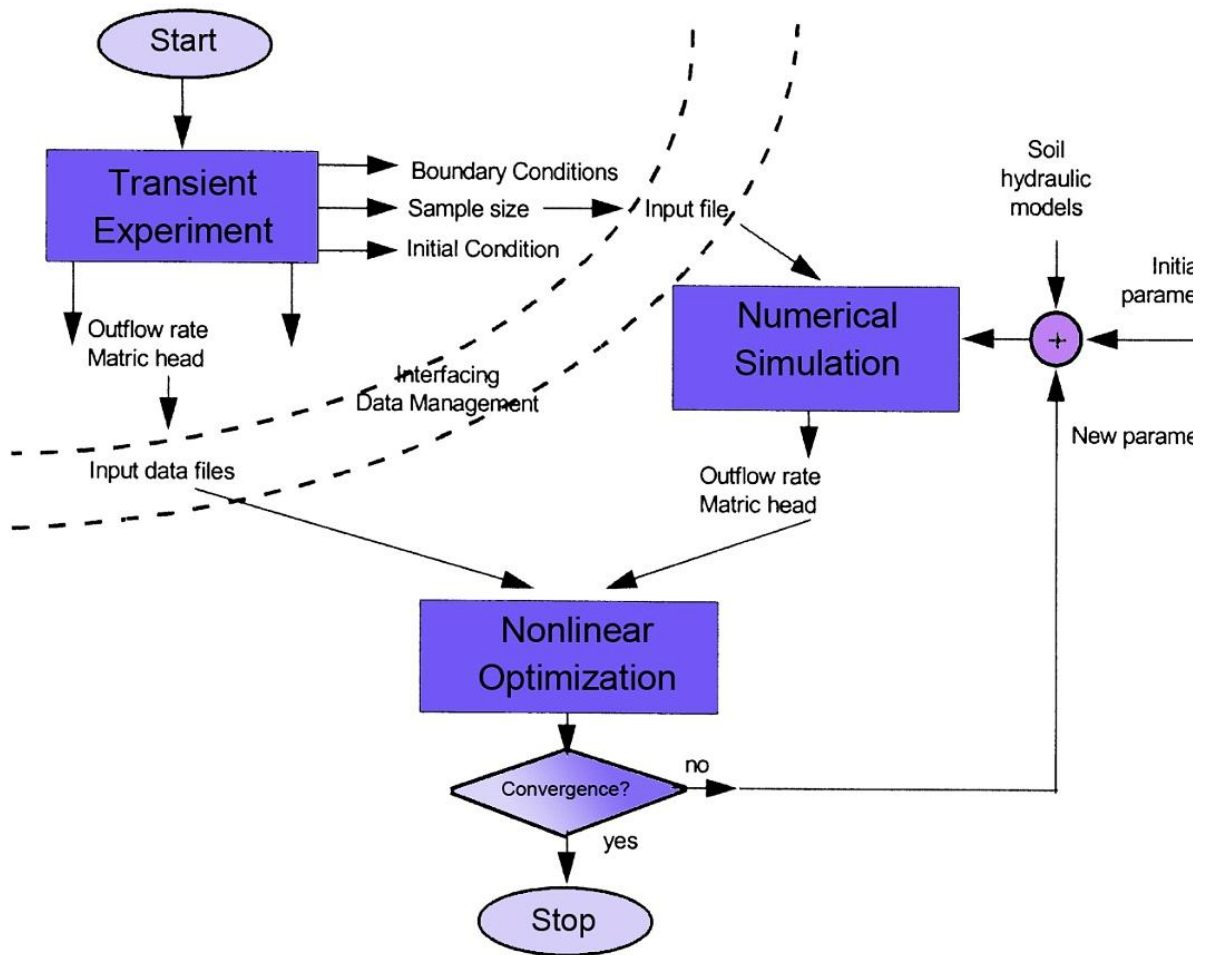 Start
Transient
Experiment
Boundary Conditions
Sample size
Initial Condition
Input file
Soil
hydraulic
models
Outflow rate
Matric head
Interfacing
Data Management
Numerical
Simulation
+
New
Input data files
Outflow rate
Matric head
Nonlinear
Optimization
Convergence?
no
yes
Stop